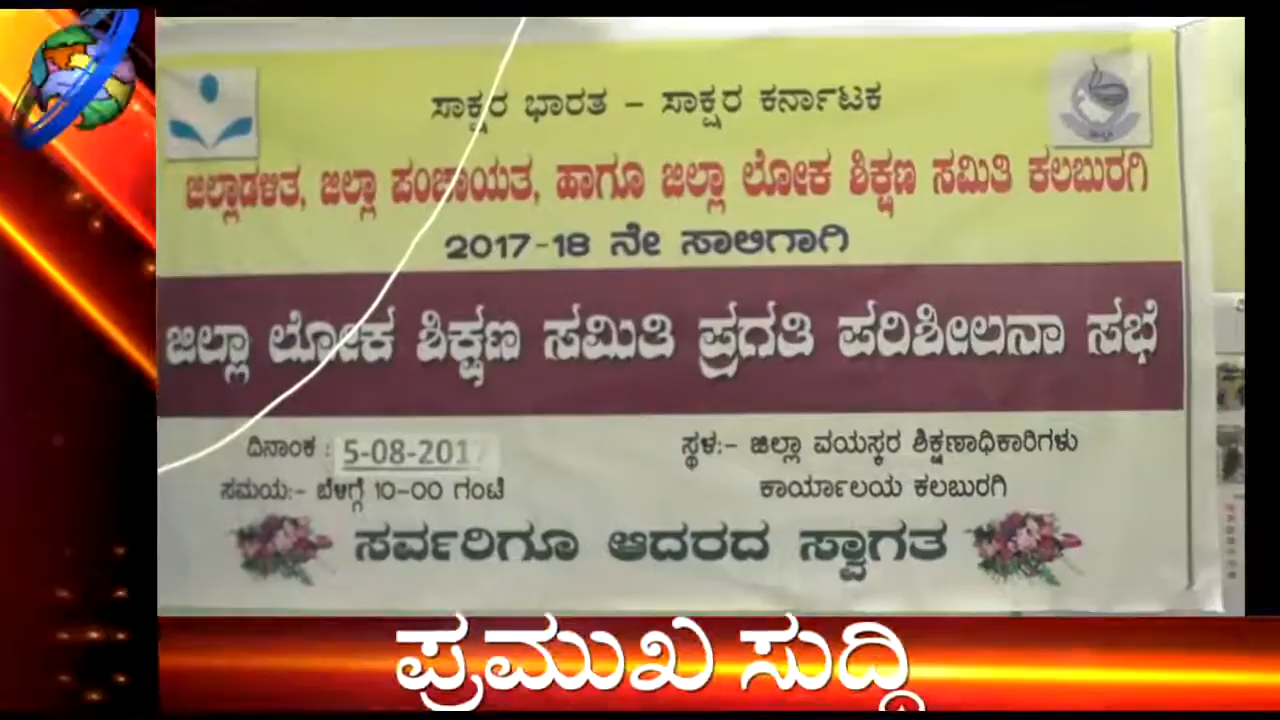 ಸಾಕ್ಷರ ಭಾರತ – ಸಾಕ್ಷರ ಕರ್ನಾಟಕ
ಜಿಲ್ಲಾಡಳಿತ, ಜಿಲ್ಲಾ ಪಂಚಾಯತ, ಹಾಗೂ ಜಿಲ್ಲಾ ಲೋಕ ಶಿಕ್ಷಣ ಸಮಿತಿ ಕಲಬುರಗಿ
2017-18 ನೇ ಸಾಲಿಗಾಗಿ
ಜಿಲ್ಲಾ ಲೋಕ ಶಿಕ್ಷಣ ಸಮಿತಿ ಪ್ರಗತಿ ಪರಿಶೀಲನಾ ಸಭೆ
ದಿನಾಂಕ : 5-08-2017
ಸಮಯ:- ಬೆಳಗ್ಗೆ 10-00 ಗಂಟೆ
ಸ್ಥಳ:- ಜಿಲ್ಲಾ ವಯಸ್ಕರ ಶಿಕ್ಷಣಾಧಿಕಾರಿಗಳು
ಕಾರ್ಯಾಲಯ ಕಲಬುರಗಿ
ಸರ್ವರಿಗೂ ಆದರದ ಸ್ವಾಗತ
ಪ್ರಮುಖ ಸುದ್ದಿ